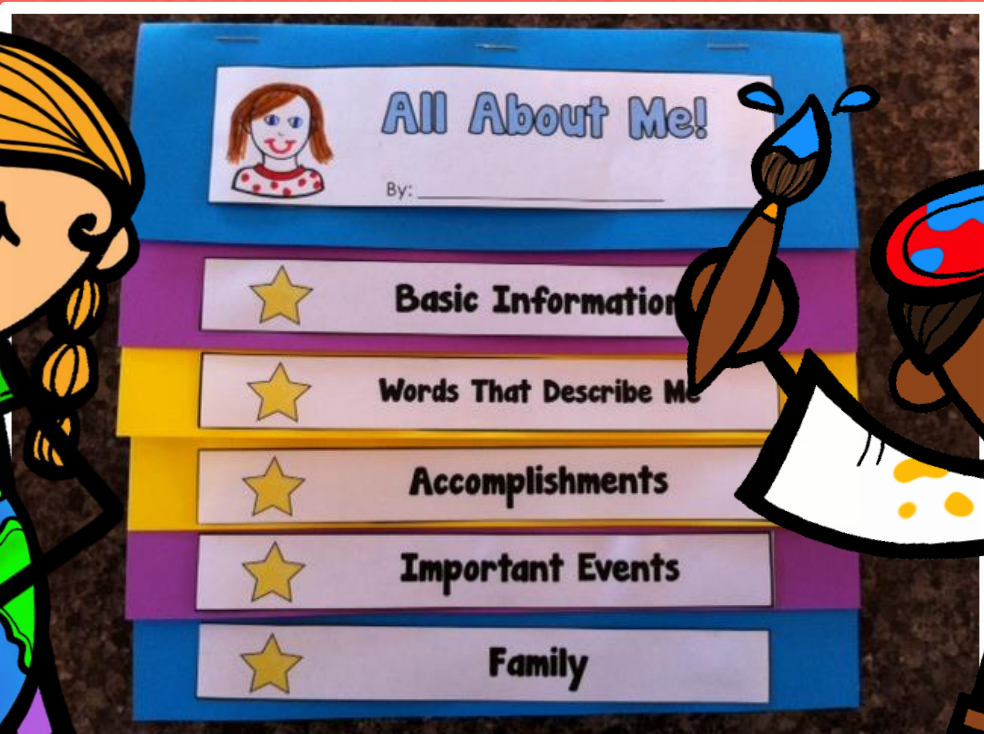 All About Me!
By:
Basic Information
Words That Describe Me
Accomplishments
Important Events
Family